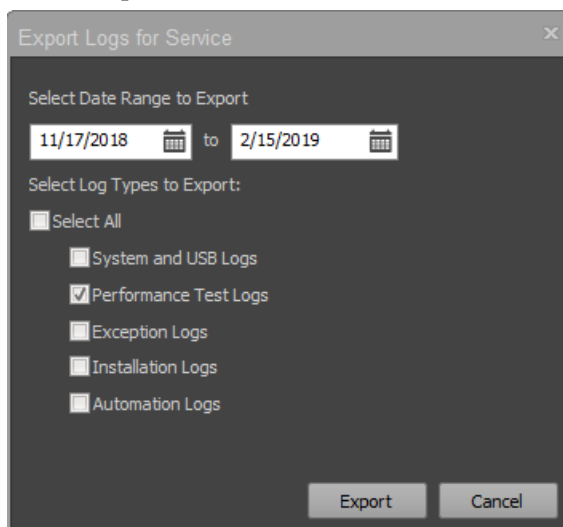 Export Logs for Service
Select Date Range to Export
11/17/2018 to 2/15/2019
Select Log Types to Export:
Select All
System and USB Logs
Performance Test Logs
Exception Logs
Installation Logs
Automation Logs
Export Cancel